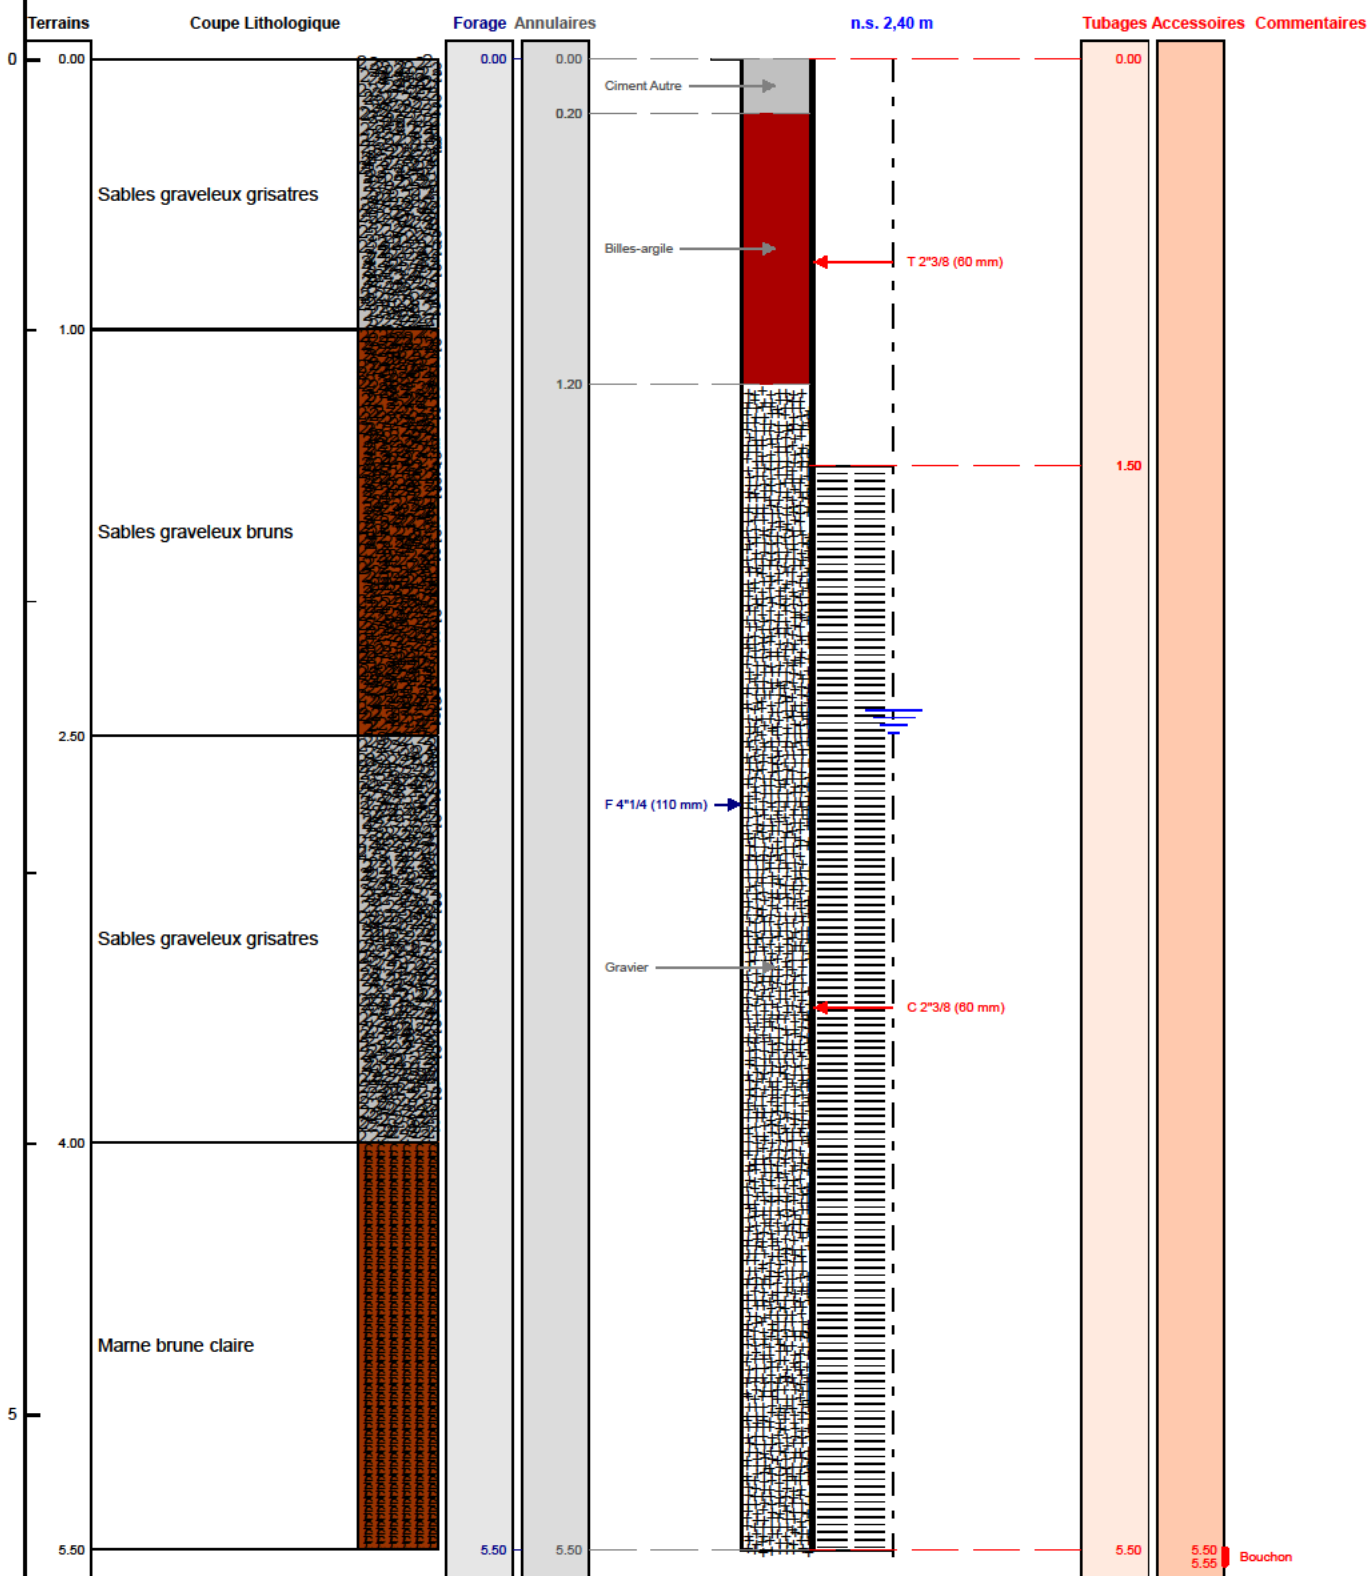 Terrains Coupe Lithologique Forage Annulaires n.s. 2,40 m Tubages Accessoires Commentaires
0 0.00 0.00 0.00 0.00
Ciment Autre
0.20
Sables graveleux grisatres
Billes-argile
T 2"3/8 (60 mm)
1.00
1.20
1.50
Sables graveleux bruns
2.50
F 4"1/4 (110 mm)
Sables graveleux grisatres
Gravier
C 2"3/8 (60 mm)
4.00
Marne brune claire
5
5.50 5.50 5.50 5.50 5.50
5.55 Bouchon